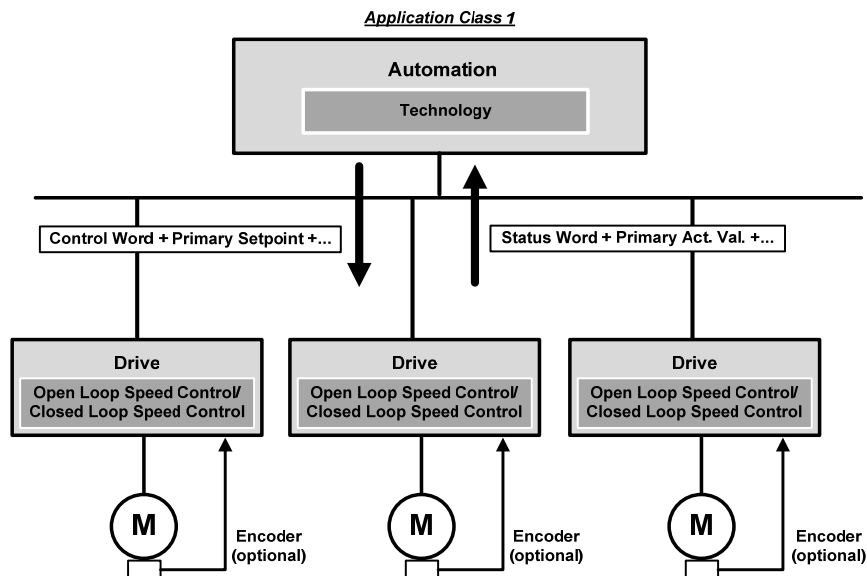 Application Class 1
Automation
Technology
Control Word + Primary Setpoint +...
Status Word + Primary Act. Val. +...
Drive
Open Loop Speed Control/
Closed Loop Speed Control
Drive
Open Loop Speed Control/
Closed Loop Speed Control
Drive
Open Loop Speed Control/
Closed Loop Speed Control
M
Encoder
(optional)
M
Encoder
(optional)
M
Encoder
(optional)